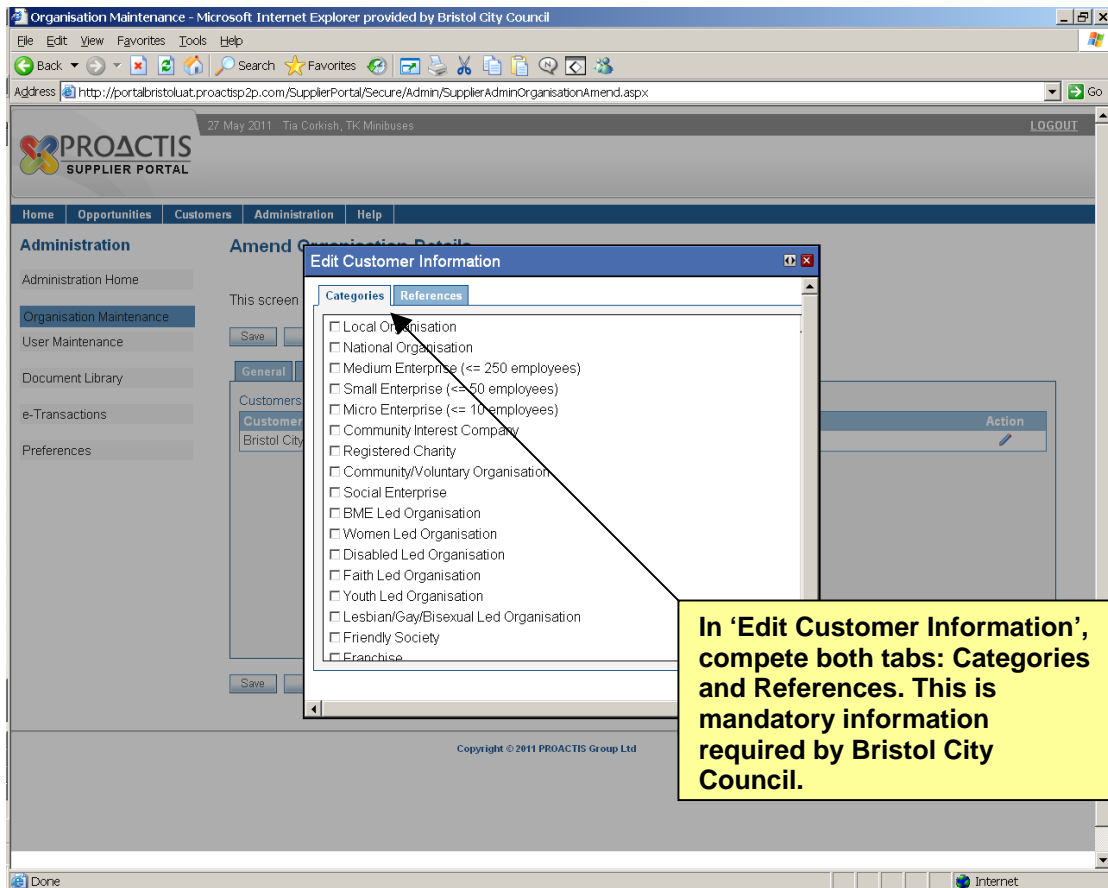 Organisation Maintenance - Microsoft Internet Explorer provided by Bristol City Council
File Edit View Favorites Tools Help
Back Search Favorites
Address http://portalbristoluat.proactisp2p.com/SupplierPortal/Secure/Admin/SupplierAdminOrganisationAmend.aspx Go
27 May 2011 Tia Corkish, TK Minibuses LOGOUT
PROACTIS
SUPPLIER PORTAL
Home Opportunities Customers Administration Help
Administration
Administration Home
Organisation Maintenance
User Maintenance
Document Library
e-Transactions
Preferences
Amend Organisation Details
This screen
Save
General
Customers
Customer Action
Bristol City
Save
Edit Customer Information
Categories References
Local Organisation
National Organisation
Medium Enterprise (<= 250 employees)
Small Enterprise (<= 50 employees)
Micro Enterprise (<= 10 employees)
Community Interest Company
Registered Charity
Community/Voluntary Organisation
Social Enterprise
BME Led Organisation
Women Led Organisation
Disabled Led Organisation
Faith Led Organisation
Youth Led Organisation
Lesbian/Gay/Bisexual Led Organisation
Friendly Society
Franchise
In ‘Edit Customer Information’,
compete both tabs: Categories
and References. This is
mandatory information
required by Bristol City
Council.
Copyright © 2011 PROACTIS Group Ltd
Done Internet